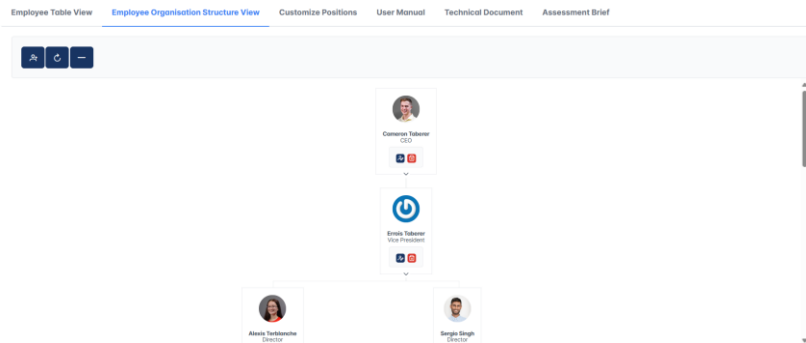 Employee Table View
Employee Organisation Structure View
Customize Positions
User Manual
Technical Document
Assessment Brief
Cameron Taberer
CEO
Ernsie Taberer
Vice President
Alexis Terblanche
Director
Sergio Singh
Director